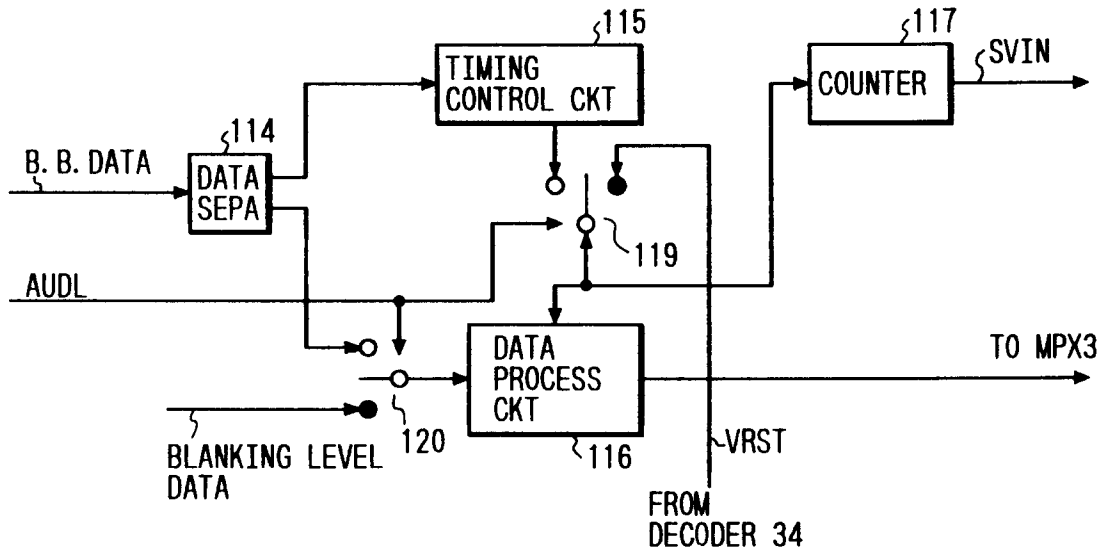 115
TIMING
CONTROL CKT
117
COUNTER
SVIN
B. B. DATA
114
DATA
SEPA
119
AUDL
DATA
PROCESS
CKT
TO MPX3
120
116
VRST
BLANKING LEVEL
DATA
FROM
DECODER 34